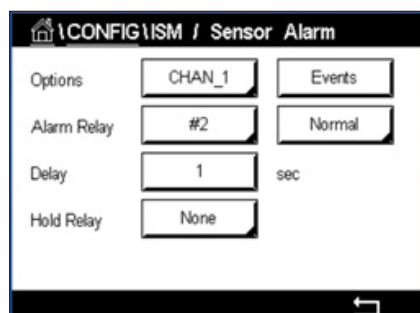 \CONFIG\ISM / Sensor Alarm
Options CHAN_1 Events
Alarm Relay #2 Normal
Delay 1 sec
Hold Relay None